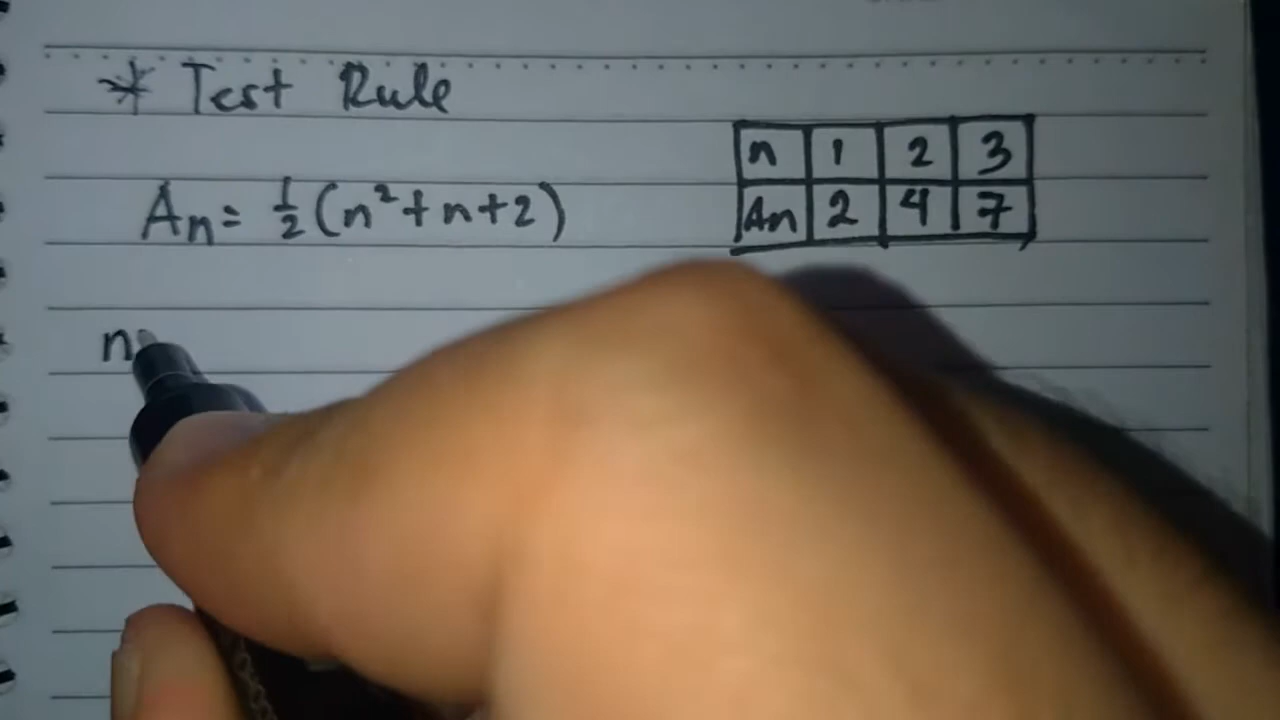 * Test Rule
Aₙ = ½(n²+n+2)
n 1 2 3
An 2 4 7
n